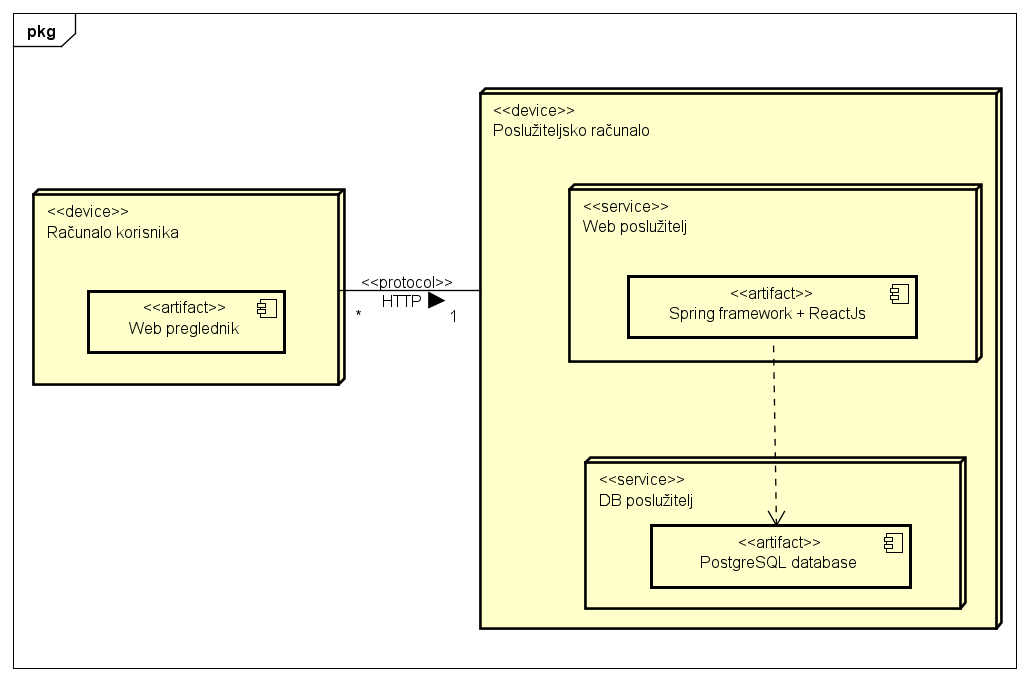 pkg
<<device>>
Računalo korisnika
<<artifact>>
Web preglednik
<<protocol>>
HTTP
*
1
<<device>>
Poslužiteljsko računalo
<<service>>
Web poslužitelj
<<artifact>>
Spring framework + ReactJs
<<service>>
DB poslužitelj
<<artifact>>
PostgreSQL database